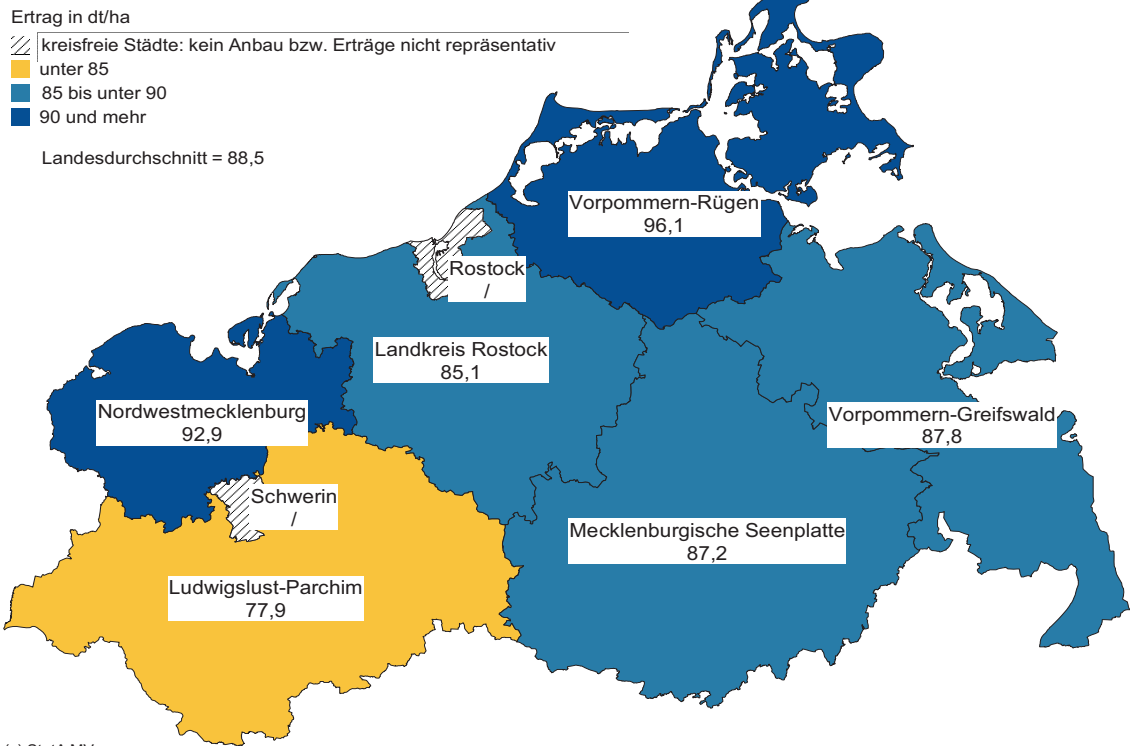 Ertrag in dt/ha
kreisfreie Städte: kein Anbau bzw. Erträge nicht repräsentativ
unter 85
85 bis unter 90
90 und mehr
Landesdurchschnitt = 88,5
Vorpommern-Rügen
96,1
Rostock
/
Landkreis Rostock
85,1
Nordwestmecklenburg
92,9
Vorpommern-Greifswald
87,8
Schwerin
/
Mecklenburgische Seenplatte
87,2
Ludwigslust-Parchim
77,9